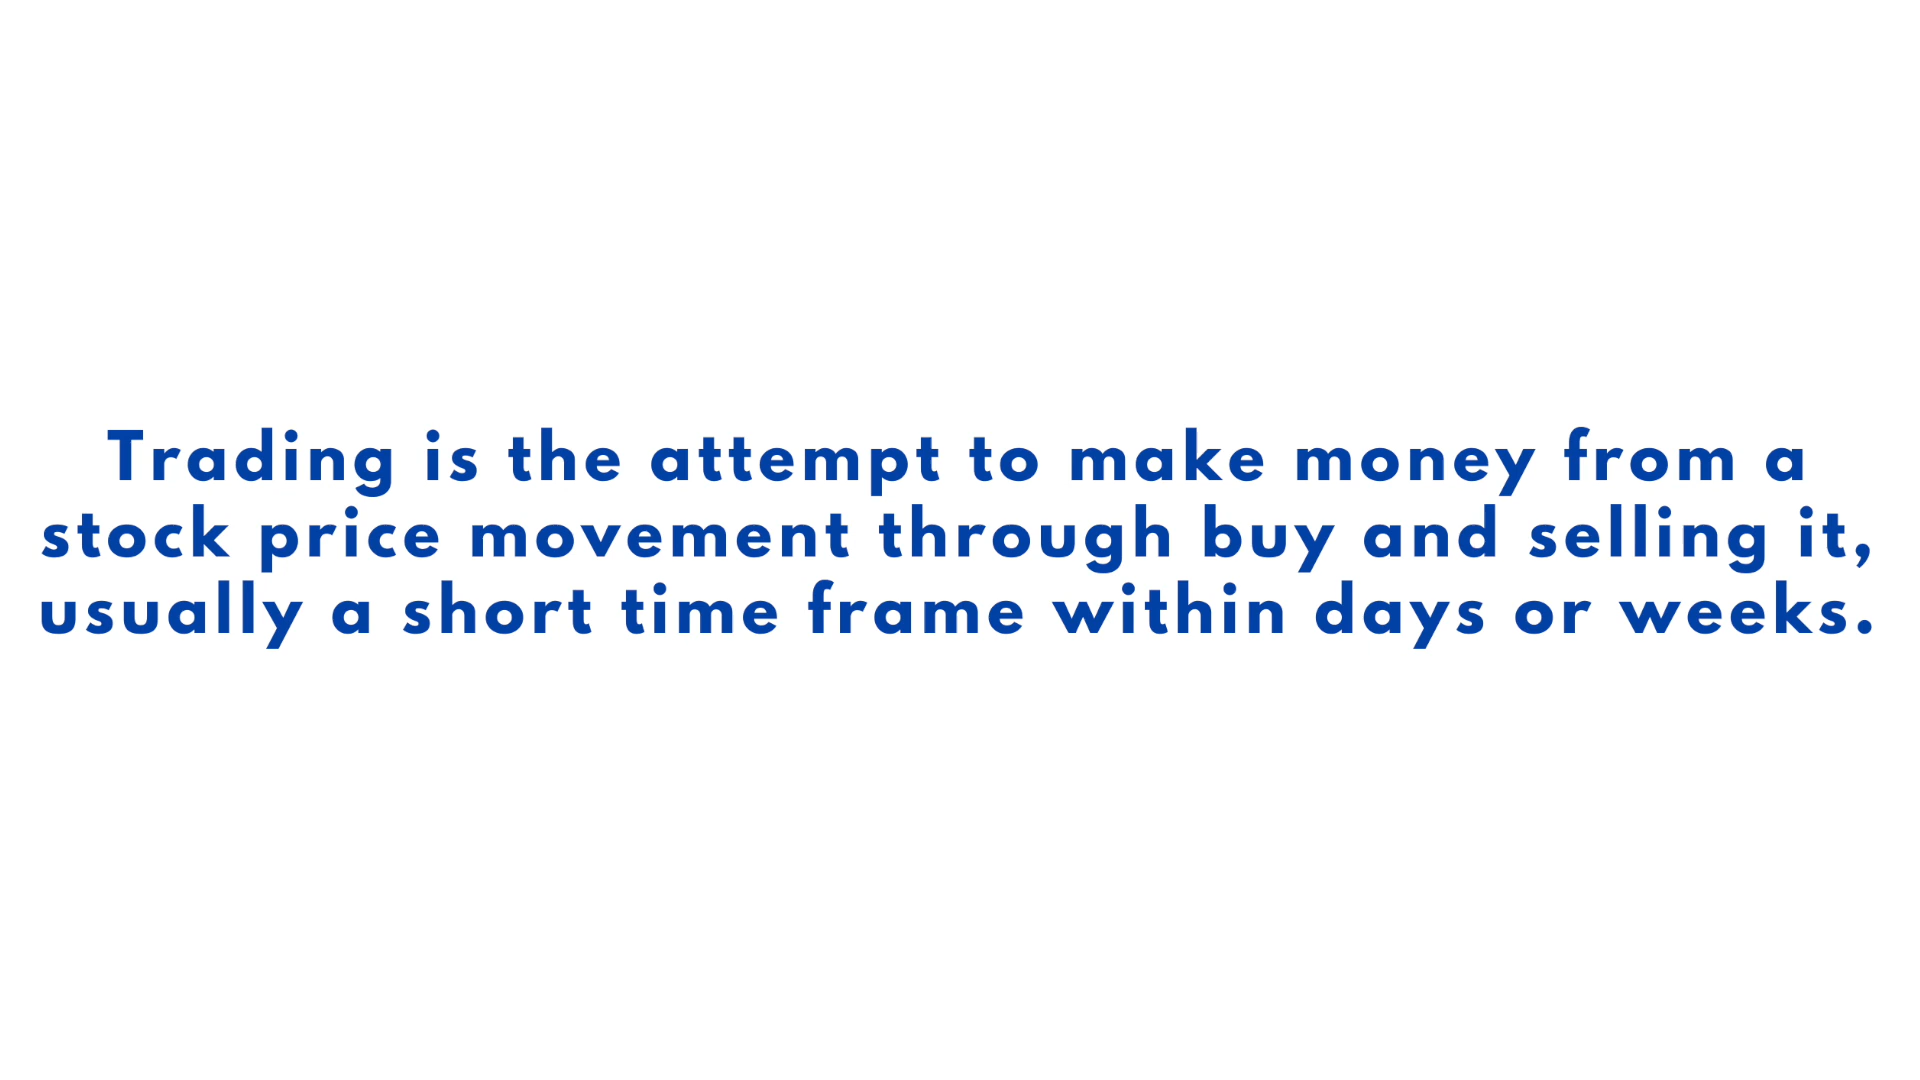 Trading is the attempt to make money from a
stock price movement through buy and selling it,
usually a short time frame within days or weeks.